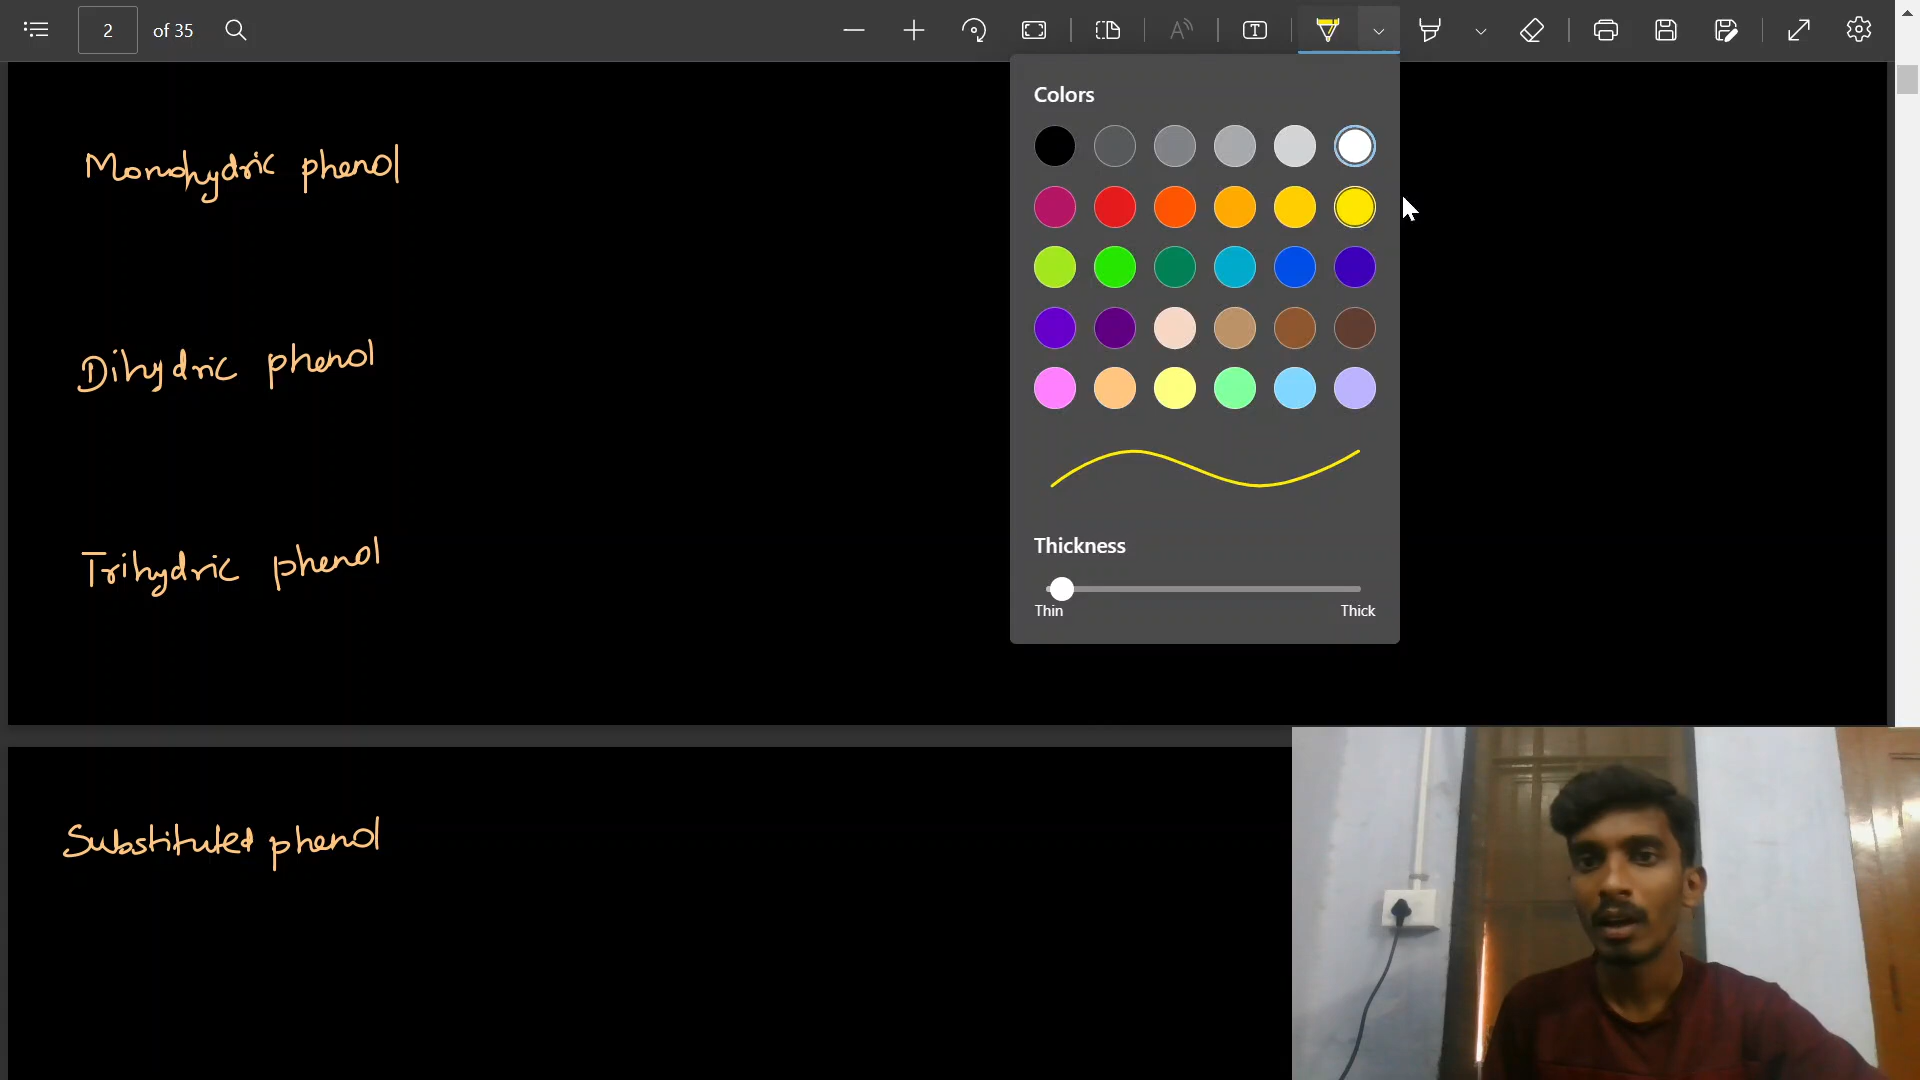 2 of 35
Colors
Monohydric phenol
Dihydric phenol
Thickness
Thin Thick
Trihydric phenol
Substituted phenol